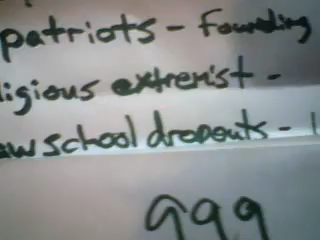 patriots - founding
ligious extremist -
aw school dropouts - 
999